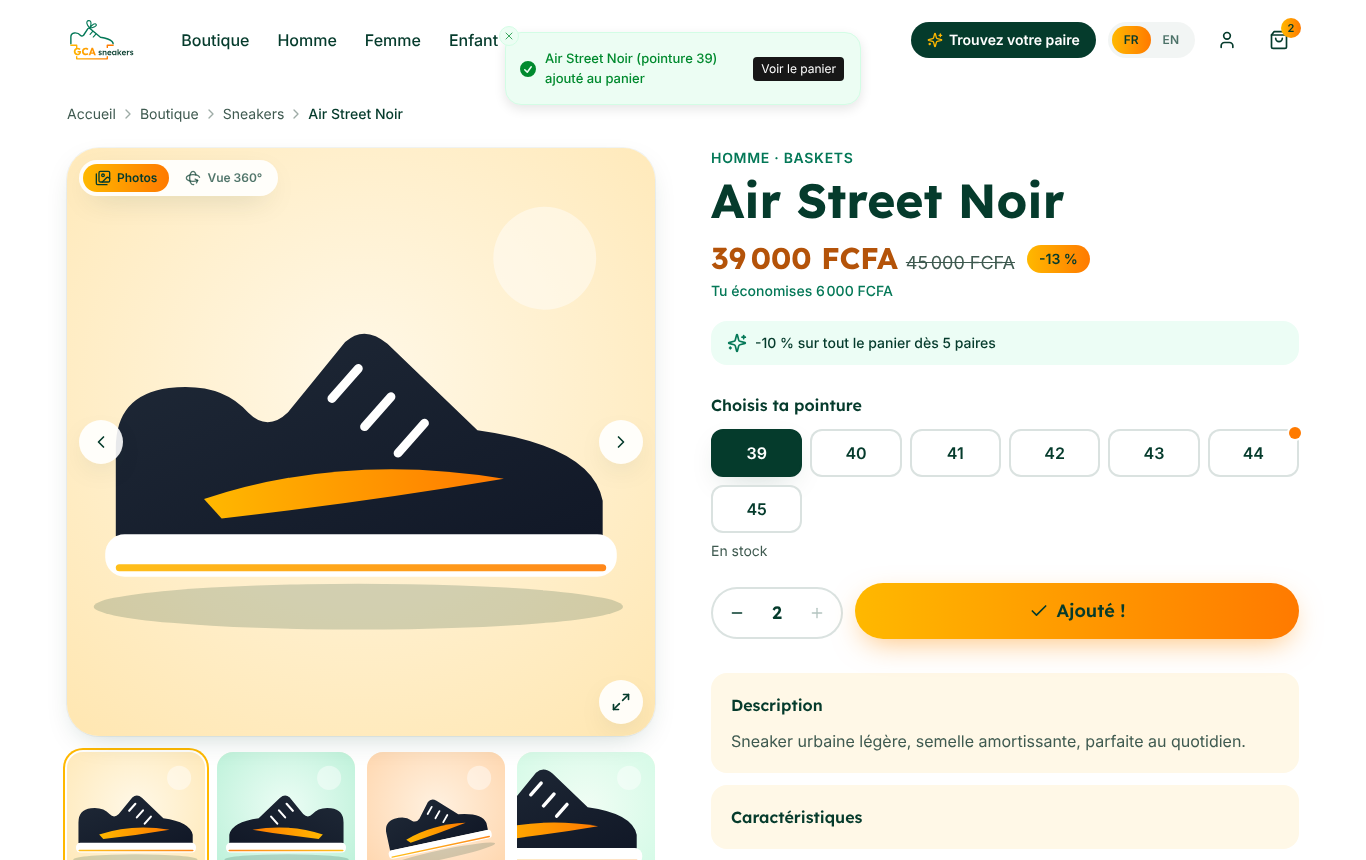 GCA sneakers
Boutique
Homme
Femme
Enfant
Air Street Noir (pointure 39)
ajouté au panier
Voir le panier
Trouvez votre paire
FR
EN
2
Accueil
Boutique
Sneakers
Air Street Noir
Photos
Vue 360°
HOMME · BASKETS
Air Street Noir
39 000 FCFA 45 000 FCFA -13 %
Tu économises 6 000 FCFA
-10 % sur tout le panier dès 5 paires
Choisis ta pointure
39 40 41 42 43 44
45
En stock
2
Ajouté !
Description
Sneaker urbaine légère, semelle amortissante, parfaite au quotidien.
Caractéristiques